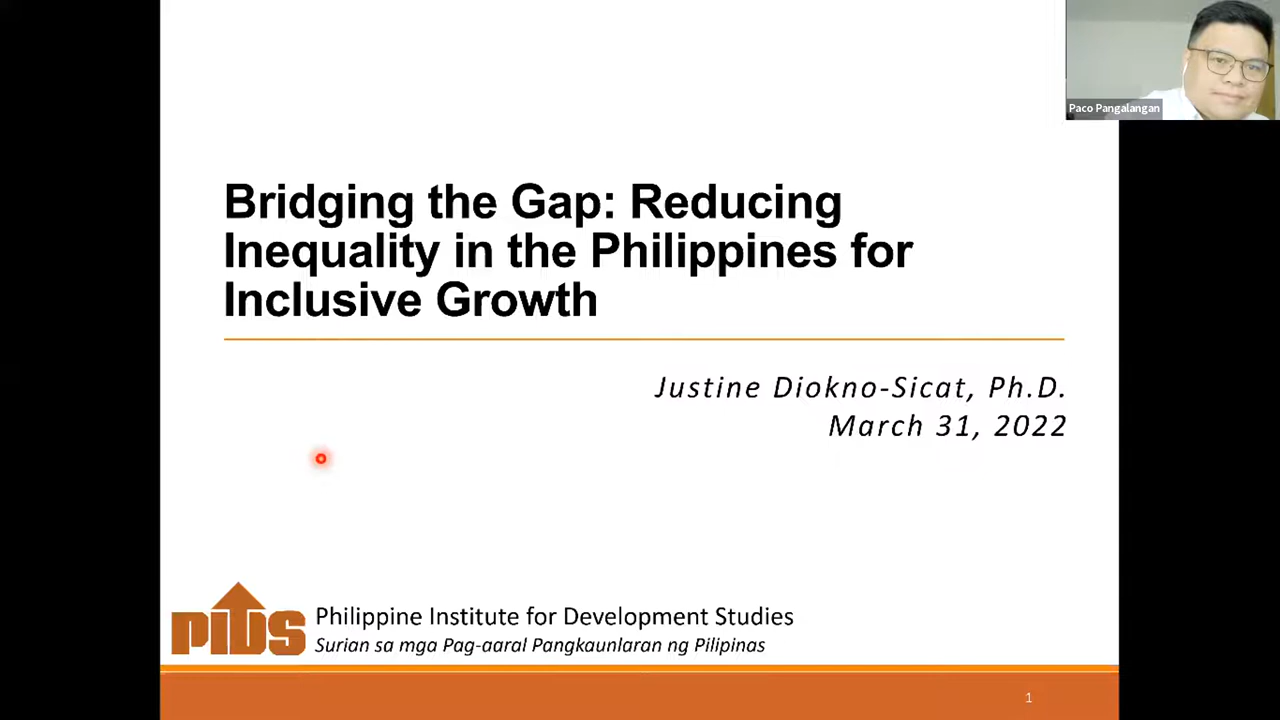 Paco Pangalangan
Bridging the Gap: Reducing
Inequality in the Philippines for
Inclusive Growth
Justine Diokno-Sicat, Ph.D.
March 31, 2022
PIDS
Philippine Institute for Development Studies
Surian sa mga Pag-aaral Pangkaunlaran ng Pilipinas
1